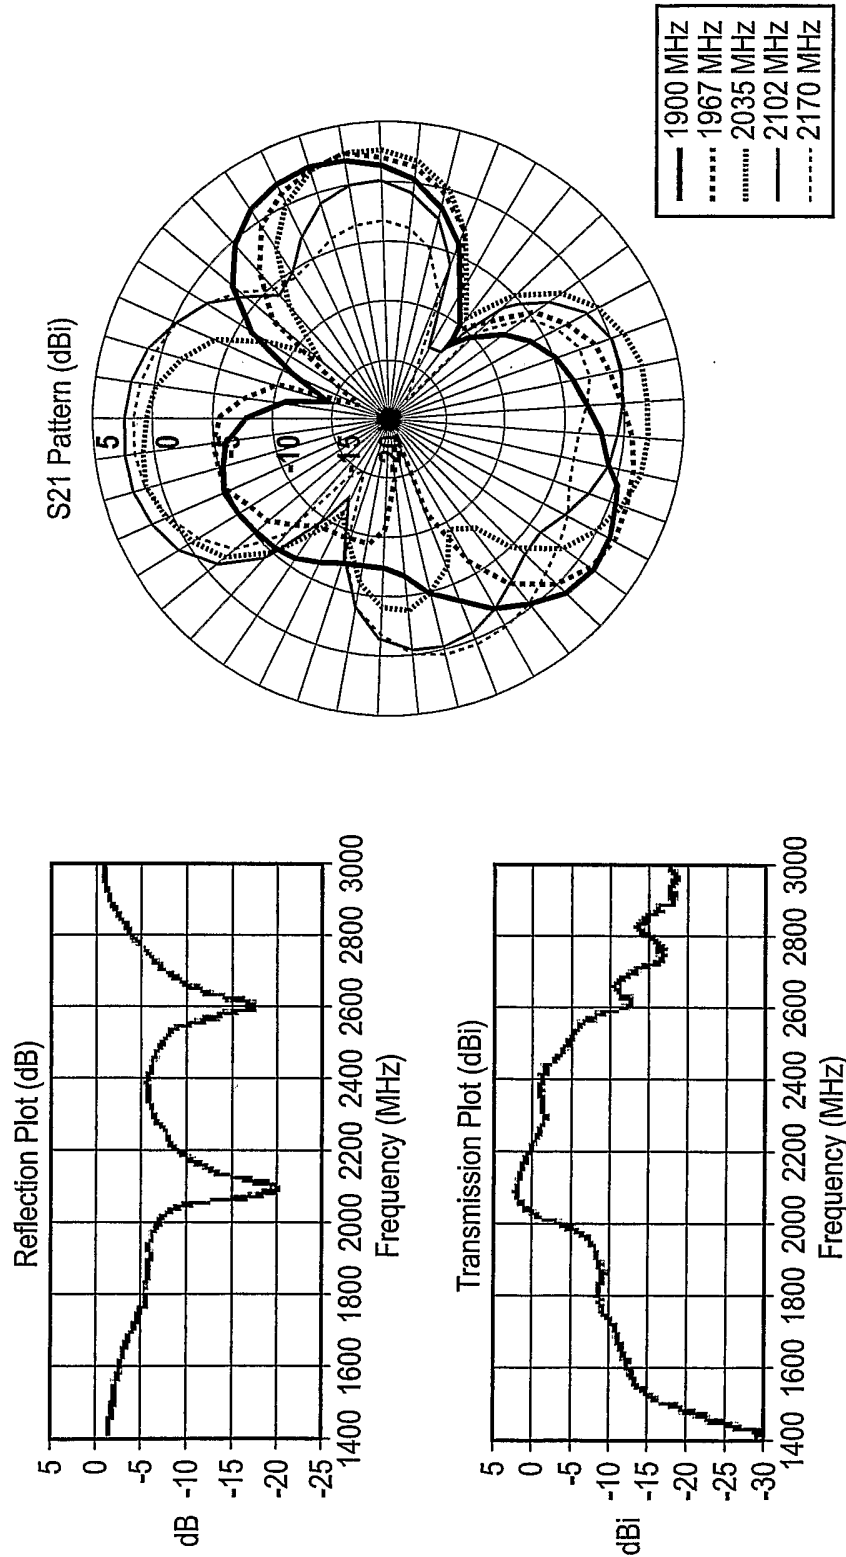 Reflection Plot (dB)
dB
5
0
-5
-10
-15
-20
-25
1400 1600 1800 2000 2200 2400 2600 2800 3000
Frequency (MHz)
Transmission Plot (dBi)
dBi
5
0
-5
-10
-15
-20
-25
-30
1400 1600 1800 2000 2200 2400 2600 2800 3000
Frequency (MHz)
S21 Pattern (dBi)
5
0
-5
-10
-15
-20
1900 MHz
1967 MHz
2035 MHz
2102 MHz
2170 MHz